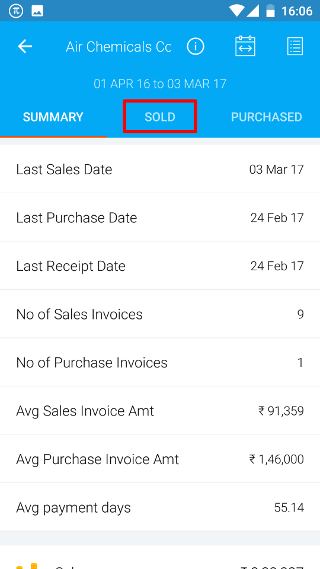 16:06
Air Chemicals Co
01 APR 16 to 03 MAR 17
SUMMARY SOLD PURCHASED
Last Sales Date 03 Mar 17
Last Purchase Date 24 Feb 17
Last Receipt Date 24 Feb 17
No of Sales Invoices 9
No of Purchase Invoices 1
Avg Sales Invoice Amt ₹ 91,359
Avg Purchase Invoice Amt ₹ 1,46,000
Avg payment days 55.14